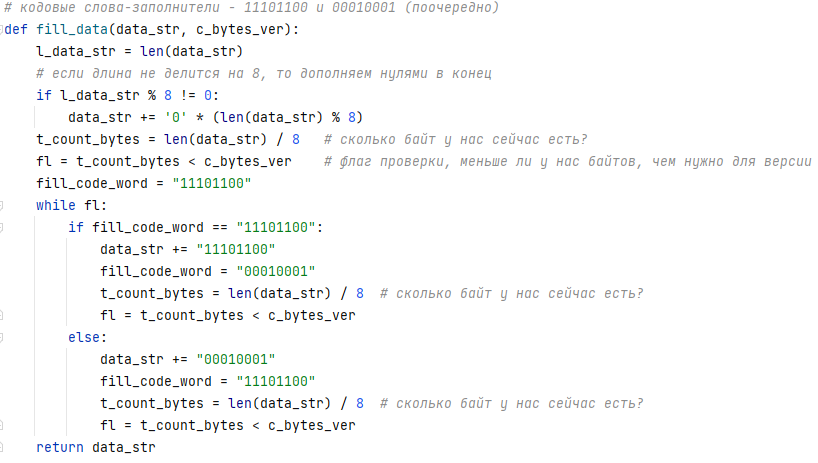 # кодовые слова-заполнители - 11101100 и 00010001 (поочередно)
def fill_data(data_str, c_bytes_ver):
    l_data_str = len(data_str)
    # если длина не делится на 8, то дополняем нулями в конец
    if l_data_str % 8 != 0:
        data_str += '0' * (len(data_str) % 8)
    t_count_bytes = len(data_str) / 8   # сколько байт у нас сейчас есть?
    fl = t_count_bytes < c_bytes_ver    # флаг проверки, меньше ли у нас байтов, чем нужно для версии
    fill_code_word = "11101100"
    while fl:
        if fill_code_word == "11101100":
            data_str += "11101100"
            fill_code_word = "00010001"
            t_count_bytes = len(data_str) / 8  # сколько байт у нас сейчас есть?
            fl = t_count_bytes < c_bytes_ver
        else:
            data_str += "00010001"
            fill_code_word = "11101100"
            t_count_bytes = len(data_str) / 8  # сколько байт у нас сейчас есть?
            fl = t_count_bytes < c_bytes_ver
    return data_str